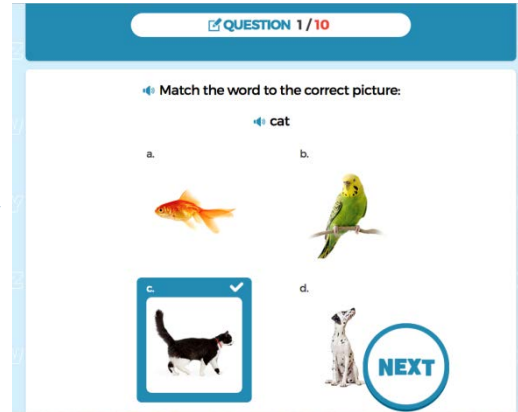 QUESTION 1/10
Match the word to the correct picture:
cat
a.
b.
c.
d.
NEXT